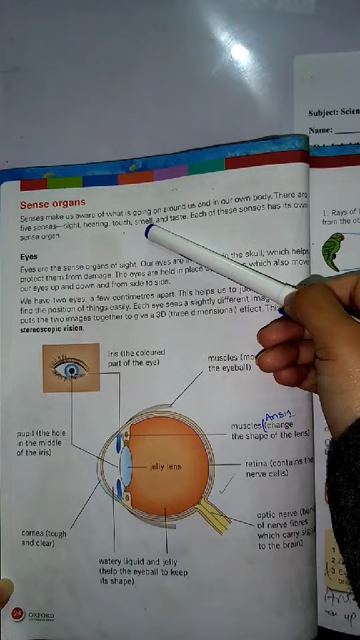 Subject: Scien
Name:
Sense organs
Senses make us aware of what is going on around us and in our own body. There are
five senses—sight, hearing, touch, smell, and taste. Each of these senses has its own
sense organ.
1. Rays of
from the ob
Eyes
Eyes are the sense organs of sight. Our eyes are in the skull, which helps
protect them from damage. The eyes are held in place which also move
our eyes up and down and from side to side.
We have two eyes, a few centimetres apart. This helps us to
find the position of things easily. Each eye sees a slightly different
puts the two images together to give a 3D (three dimensional) effect. This
stereoscopic vision.
iris (the coloured
part of the eye)
muscles (mo
the eyeball)
pupil (the hole
in the middle
of the iris)
muscles (change
the shape of the lens)
jelly lens
retina (contains
nerve cells)
cornea (tough
and clear)
optic nerve
of nerve fibres
which carry
to the brain)
watery liquid and jelly
(help the eyeball to keep
its shape)
24 OXFORD